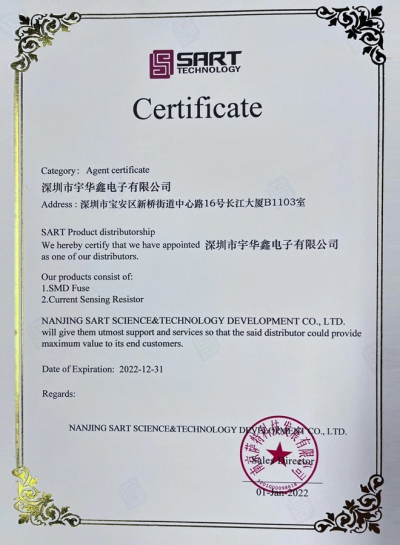 SART
TECHNOLOGY
Certificate
Category: Agent certificate
深圳市宇华鑫电子有限公司
Address : 深圳市宝安区新桥街道中心路16号长江大厦B1103室
SART Product distributorship
We hereby certify that we have appointed 深圳市宇华鑫电子有限公司
as one of our distributors.
Our products consist of:
1.SMD Fuse
2.Current Sensing Resistor
NANJING SART SCIENCE&TECHNOLOGY DEVELOPMENT CO., LTD.
will give them utmost support and services so that the said distributor could provide
maximum value to its end customers.
Date of Expiration: 2022-12-31
Regards:
NANJING SART SCIENCE&TECHNOLOGY DEVELOPMENT CO., LTD.
Sales Director
01-Jan-2022